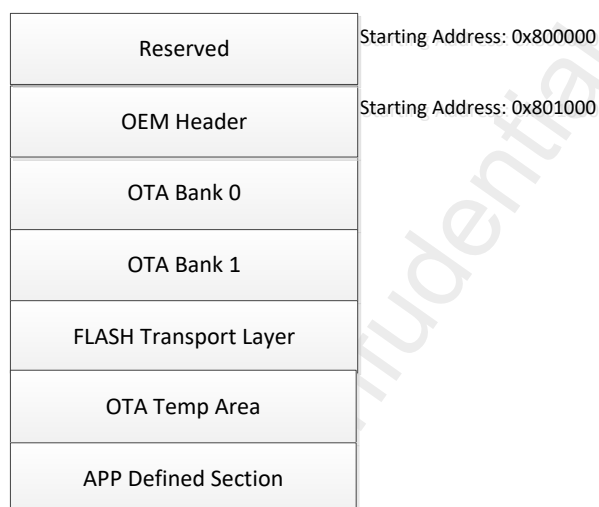 Reserved
Starting Address: 0x800000
OEM Header
Starting Address: 0x801000
OTA Bank 0
OTA Bank 1
FLASH Transport Layer
OTA Temp Area
APP Defined Section